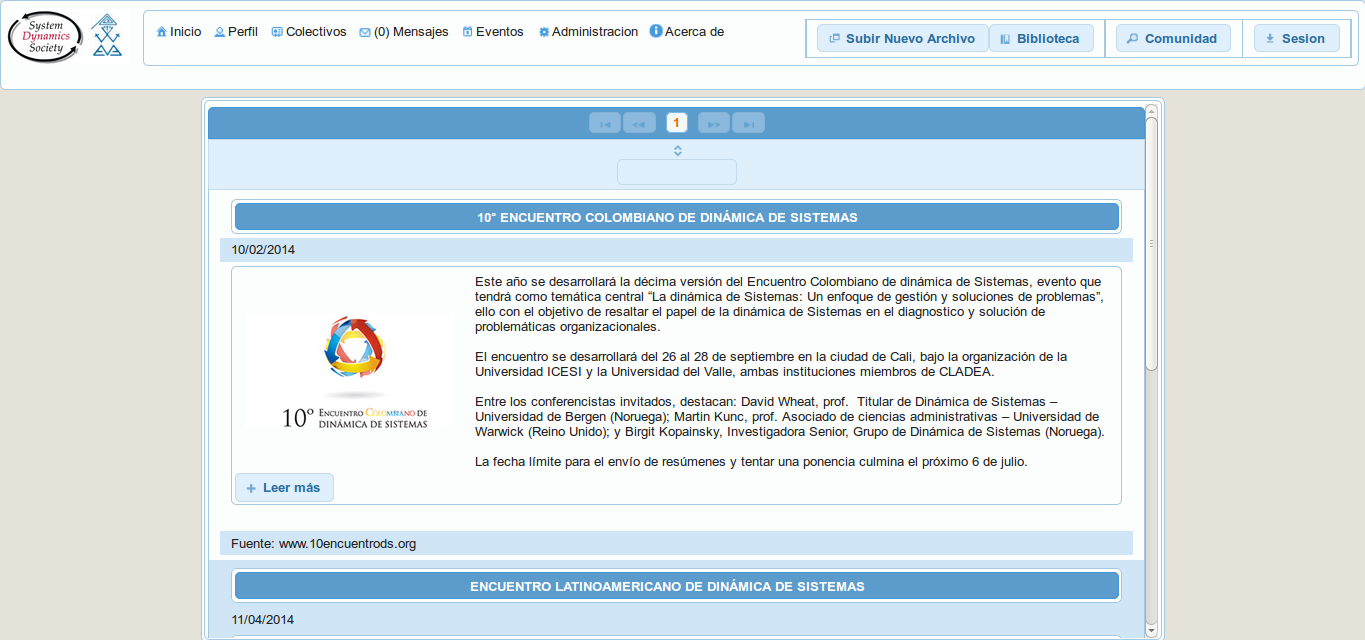 System
Dynamics
Society
Inicio Perfil Colectivos (0) Mensajes Eventos Administracion Acerca de
Subir Nuevo Archivo Biblioteca Comunidad Sesion
1
10° ENCUENTRO COLOMBIANO DE DINÁMICA DE SISTEMAS
10/02/2014
Este año se desarrollará la décima versión del Encuentro Colombiano de dinámica de Sistemas, evento que
tendrá como temática central “La dinámica de Sistemas: Un enfoque de gestión y soluciones de problemas”,
ello con el objetivo de resaltar el papel de la dinámica de Sistemas en el diagnostico y solución de
problemáticas organizacionales.
El encuentro se desarrollará del 26 al 28 de septiembre en la ciudad de Cali, bajo la organización de la
Universidad ICESI y la Universidad del Valle, ambas instituciones miembros de CLADEA.
Entre los conferencistas invitados, destacan: David Wheat, prof. Titular de Dinámica de Sistemas –
Universidad de Bergen (Noruega); Martin Kunc, prof. Asociado de ciencias administrativas – Universidad de
Warwick (Reino Unido); y Birgit Kopainsky, Investigadora Senior, Grupo de Dinámica de Sistemas (Noruega).
La fecha límite para el envío de resúmenes y tentar una ponencia culmina el próximo 6 de julio.
10° ENCUENTRO COLOMBIANO DE
DINÁMICA DE SISTEMAS
Leer más
Fuente: www.10encuentrods.org
ENCUENTRO LATINOAMERICANO DE DINÁMICA DE SISTEMAS
11/04/2014